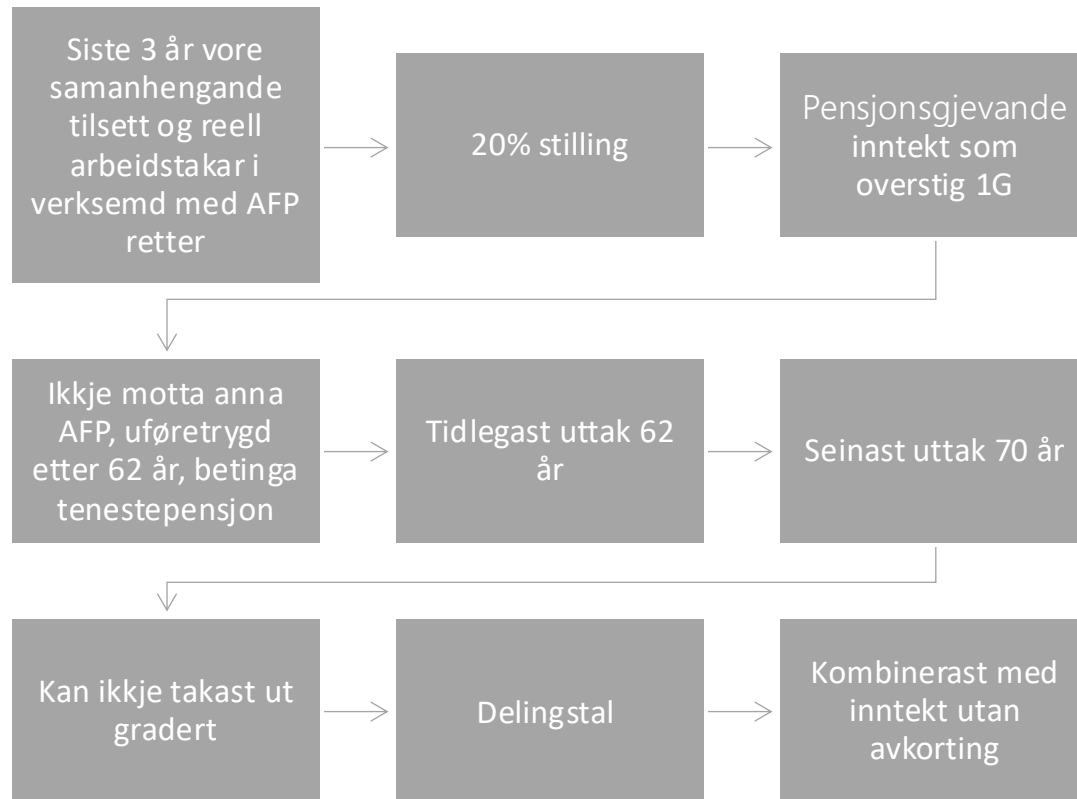 Siste 3 år vore
samanhengande
tilsett og reell
arbeidstakar i
verksemd med AFP
retter
20% stilling
Pensjonsgjevande
inntekt som
overstig 1G
Ikkje motta anna
AFP, uføretrygd
etter 62 år, betinga
tenestepensjon
Tidlegast uttak 62
år
Seinast uttak 70 år
Kan ikkje takast ut
gradert
Delingstal
Kombinerast med
inntekt utan
avkorting